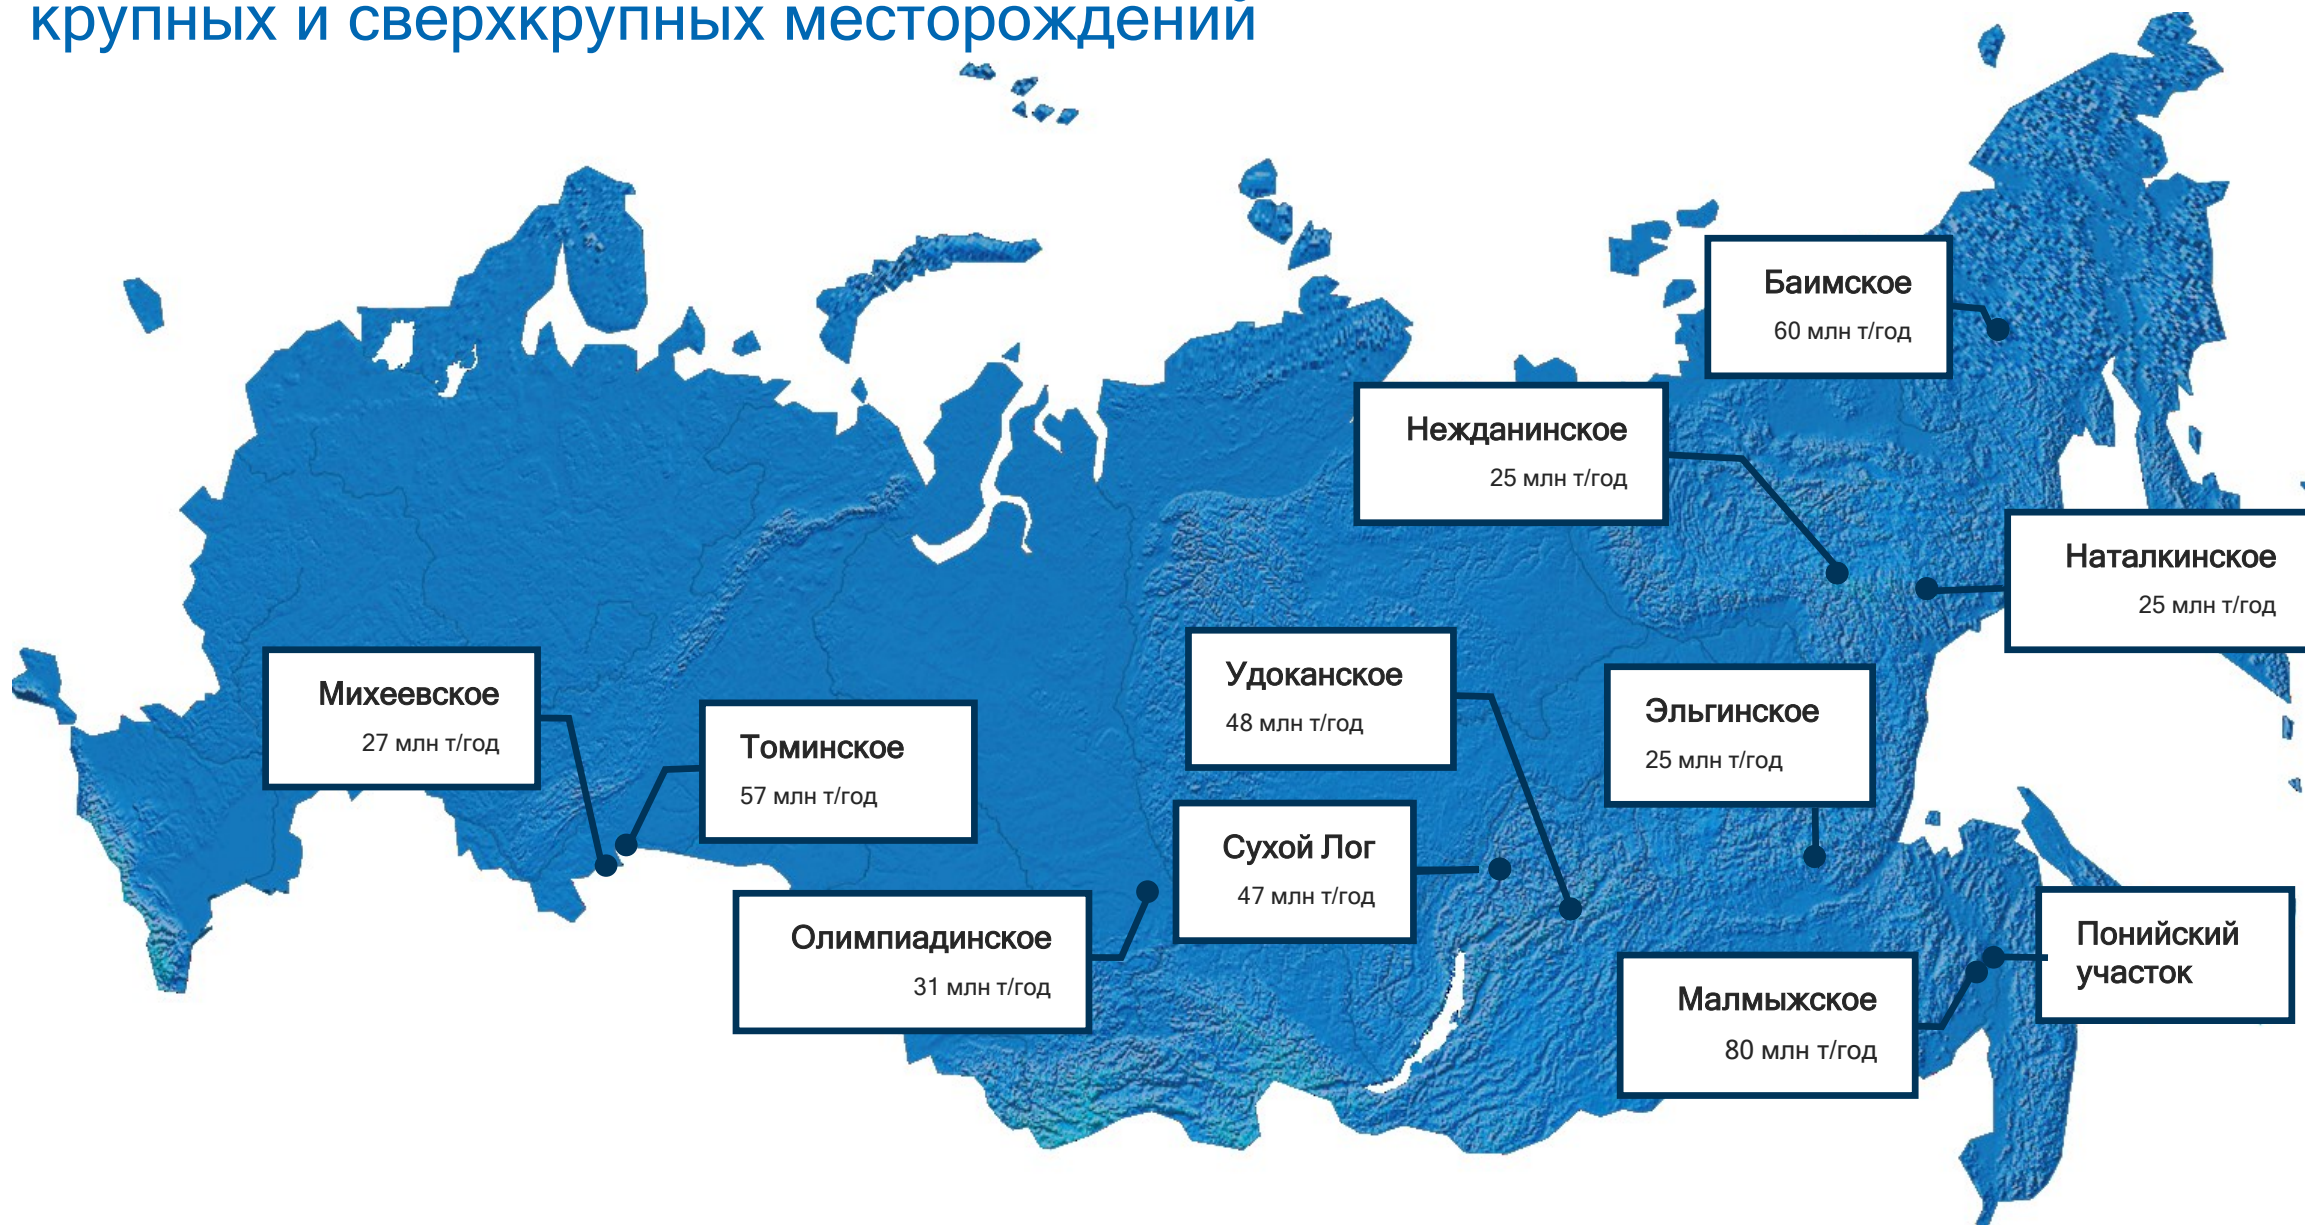 крупных и сверхкрупных месторождений
Баимское
60 млн т/год
Нежданинское
25 млн т/год
Наталкинское
25 млн т/год
Удоканское
48 млн т/год
Эльгинское
25 млн т/год
Михеевское
27 млн т/год
Томинское
57 млн т/год
Сухой Лог
47 млн т/год
Олимпиадинское
31 млн т/год
Понийский
участок
Малмыжское
80 млн т/год